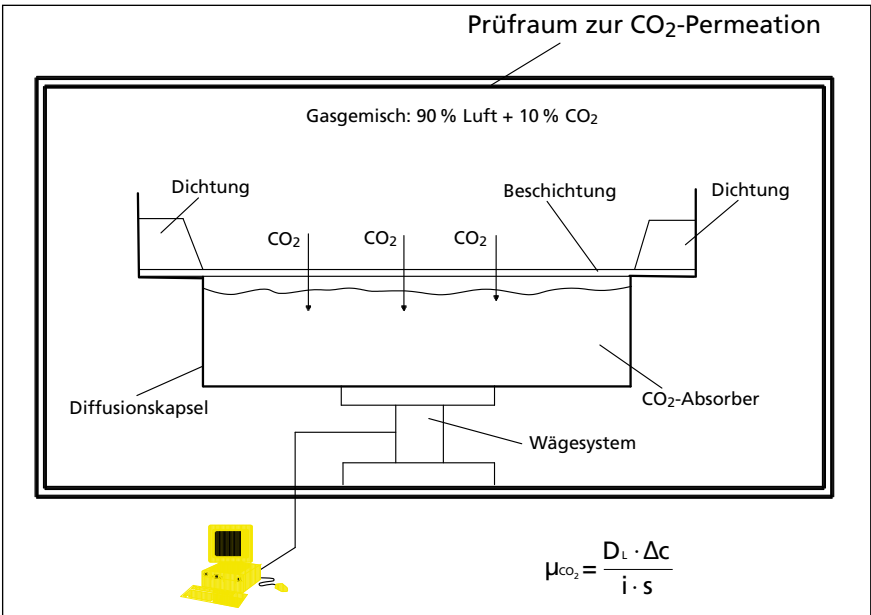 Prüfraum zur CO₂-Permeation
Gasgemisch: 90 % Luft + 10 % CO₂
Dichtung
Beschichtung
Dichtung
CO₂
CO₂
CO₂
Diffusionskapsel
CO₂-Absorber
Wägesystem
μCO₂ = D_L · Δc / i · s